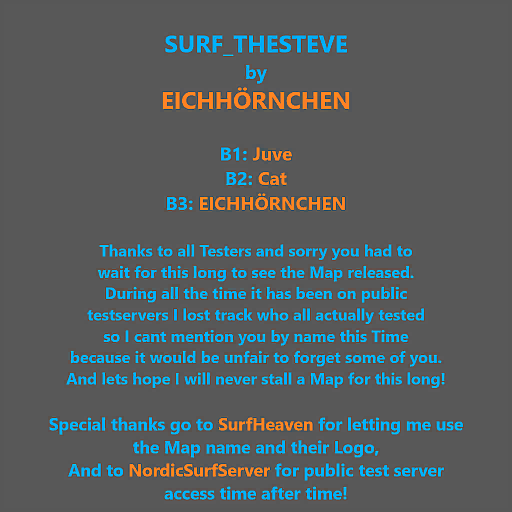 SURF_THESTEVE
by
EICHHÖRNCHEN
B1: Juve
B2: Cat
B3: EICHHÖRNCHEN
Thanks to all Testers and sorry you had to
wait for this long to see the Map released.
During all the time it has been on public
testservers I lost track who all actually tested
so I cant mention you by name this Time
because it would be unfair to forget some of you.
And lets hope I will never stall a Map for this long!
Special thanks go to SurfHeaven for letting me use
the Map name and their Logo,
And to NordicSurfServer for public test server
access time after time!